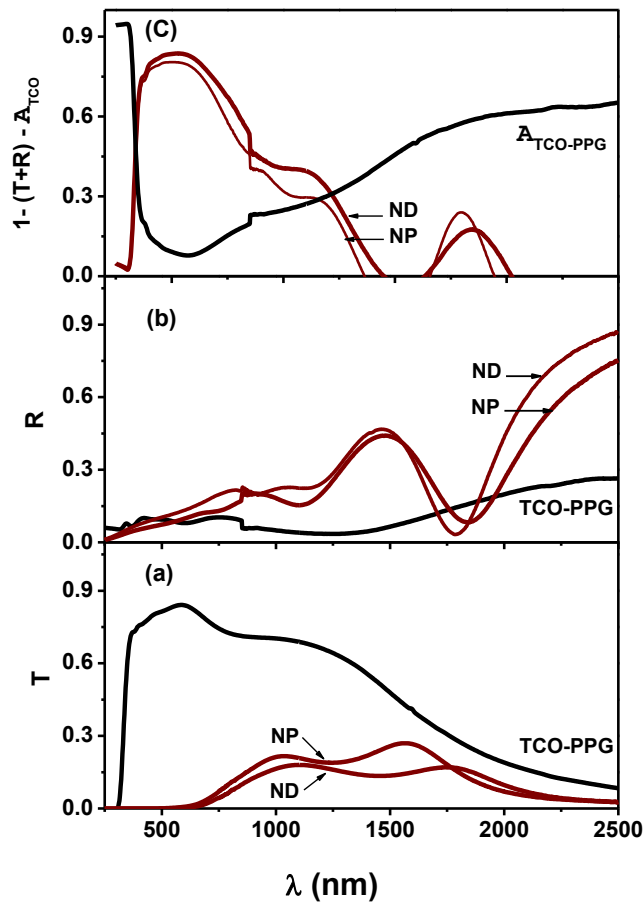 1- (T+R) - A_TCO
0.9
0.6
0.3
0.0
(C)
A_TCO-PPG
ND
NP
R
0.9
0.6
0.3
0.0
(b)
ND
NP
TCO-PPG
T
0.9
0.6
0.3
0.0
(a)
NP
ND
TCO-PPG
500 1000 1500 2000 2500
λ (nm)